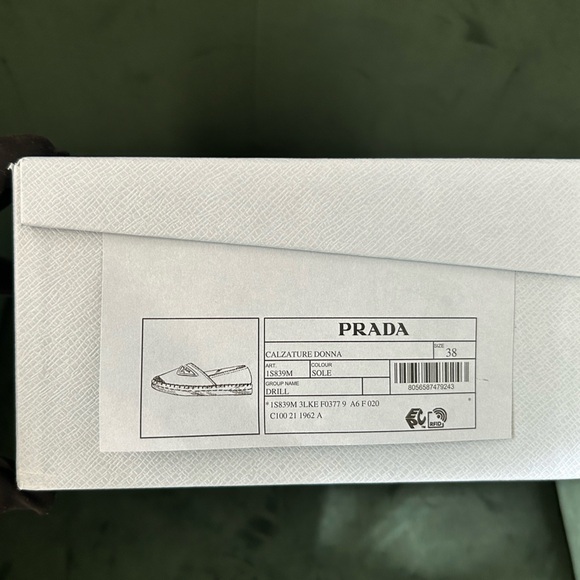 PRADA
CALZATURE DONNA
SIZE
38
ART.
1S839M
COLOUR
SOLE
GROUP NAME
DRILL
8056587479243
*1S839M 3LKE F0377 9 A6 F 020 *
C100 21 1962 A
EPC
RFID